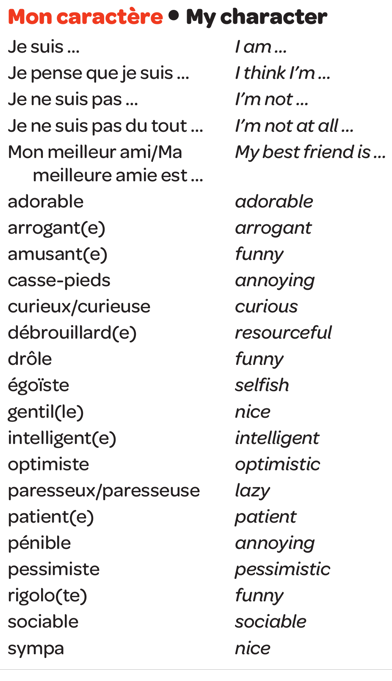 Mon caractère • My character
Je suis ... I am ...
Je pense que je suis ... I think I'm ...
Je ne suis pas ... I'm not ...
Je ne suis pas du tout ... I'm not at all ...
Mon meilleur ami/Ma My best friend is ...
meilleure amie est ...
adorable adorable
arrogant(e) arrogant
amusant(e) funny
casse-pieds annoying
curieux/curieuse curious
débrouillard(e) resourceful
drôle funny
égoïste selfish
gentil(le) nice
intelligent(e) intelligent
optimiste optimistic
paresseux/paresseuse lazy
patient(e) patient
pénible annoying
pessimiste pessimistic
rigolo(te) funny
sociable sociable
sympa nice